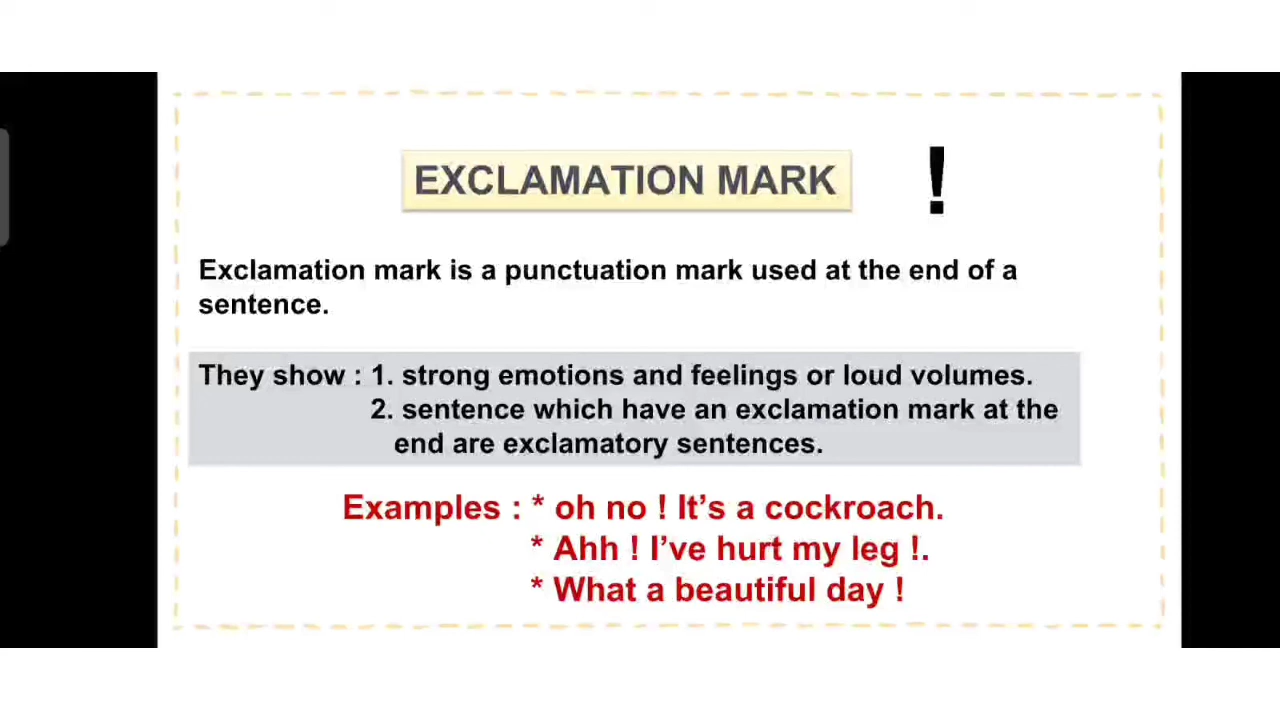 EXCLAMATION MARK !
Exclamation mark is a punctuation mark used at the end of a
sentence.
They show : 1. strong emotions and feelings or loud volumes.
2. sentence which have an exclamation mark at the
end are exclamatory sentences.
Examples : * oh no ! It’s a cockroach.
* Ahh ! I’ve hurt my leg !.
* What a beautiful day !